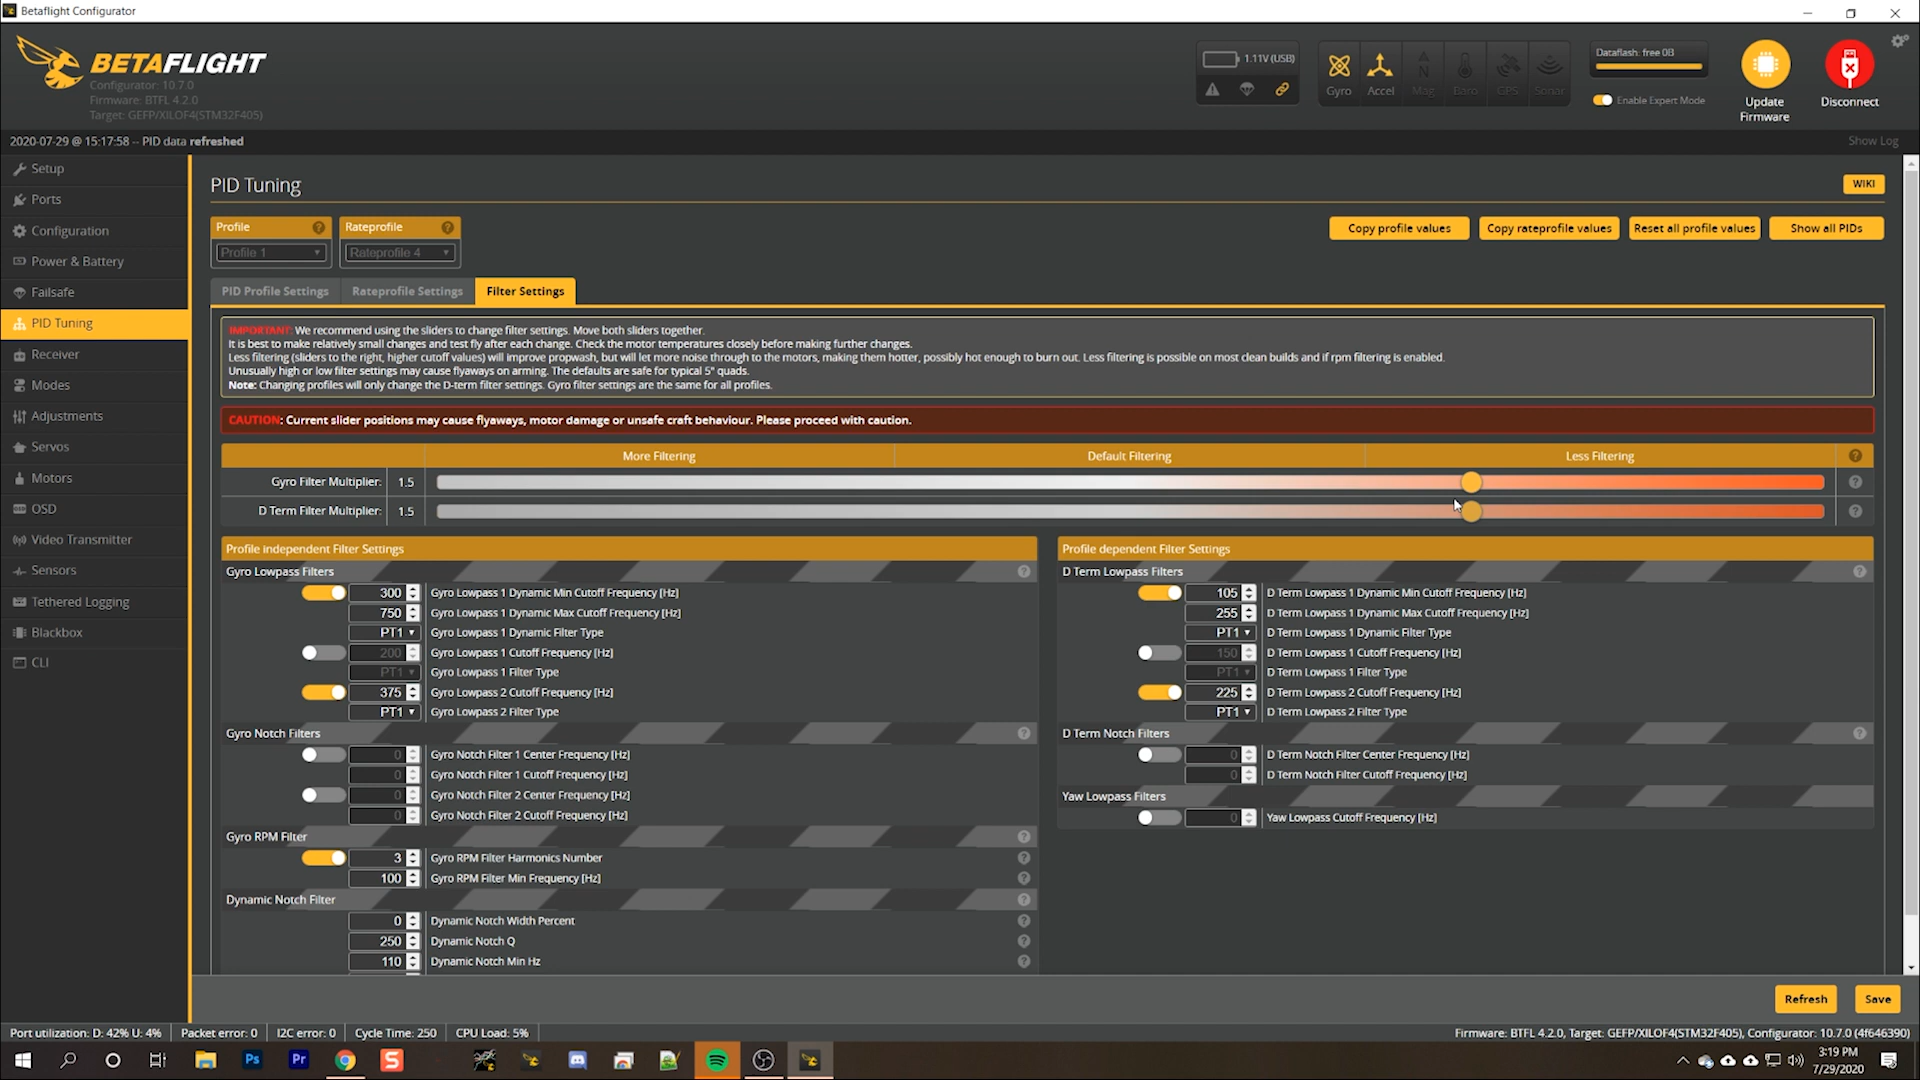 Betaflight Configurator
BETAFLIGHT
Configurator: 10.7.0
Firmware: BTFL 4.2.0
Target: GEFP/XILOF4(STM32F405)
1.11V (USB)
Gyro
Accel
Mag
Baro
GPS
Sonar
Dataflash: free 0B
Enable Expert Mode
Update
Firmware
Disconnect
2020-07-29 @ 15:17:58 -- PID data refreshed
Show Log
Setup
Ports
Configuration
Power & Battery
Failsafe
PID Tuning
Receiver
Modes
Adjustments
Servos
Motors
OSD
Video Transmitter
Sensors
Tethered Logging
Blackbox
CLI
PID Tuning
WIKI
Profile
Profile 1
Rateprofile
Rateprofile 4
Copy profile values
Copy rateprofile values
Reset all profile values
Show all PIDs
PID Profile Settings
Rateprofile Settings
Filter Settings
IMPORTANT: We recommend using the sliders to change filter settings. Move both sliders together.
It is best to make relatively small changes and test fly after each change. Check the motor temperatures closely before making further changes.
Less filtering (sliders to the right, higher cutoff values) will improve propwash, but will let more noise through to the motors, making them hotter, possibly hot enough to burn out. Less filtering is possible on most clean builds and if rpm filtering is enabled.
Unusually high or low filter settings may cause flyaways on arming. The defaults are safe for typical 5" quads.
Note: Changing profiles will only change the D-term filter settings. Gyro filter settings are the same for all profiles.
CAUTION: Current slider positions may cause flyaways, motor damage or unsafe craft behaviour. Please proceed with caution.
More Filtering
Default Filtering
Less Filtering
Gyro Filter Multiplier: 1.5
D Term Filter Multiplier: 1.5
Profile independent Filter Settings
Gyro Lowpass Filters
300 Gyro Lowpass 1 Dynamic Min Cutoff Frequency [Hz]
750 Gyro Lowpass 1 Dynamic Max Cutoff Frequency [Hz]
PT1 Gyro Lowpass 1 Dynamic Filter Type
200 Gyro Lowpass 1 Cutoff Frequency [Hz]
PT1 Gyro Lowpass 1 Filter Type
375 Gyro Lowpass 2 Cutoff Frequency [Hz]
PT1 Gyro Lowpass 2 Filter Type
Gyro Notch Filters
0 Gyro Notch Filter 1 Center Frequency [Hz]
0 Gyro Notch Filter 1 Cutoff Frequency [Hz]
0 Gyro Notch Filter 2 Center Frequency [Hz]
0 Gyro Notch Filter 2 Cutoff Frequency [Hz]
Gyro RPM Filter
3 Gyro RPM Filter Harmonics Number
100 Gyro RPM Filter Min Frequency [Hz]
Dynamic Notch Filter
0 Dynamic Notch Width Percent
250 Dynamic Notch Q
110 Dynamic Notch Min Hz
Profile dependent Filter Settings
D Term Lowpass Filters
105 D Term Lowpass 1 Dynamic Min Cutoff Frequency [Hz]
255 D Term Lowpass 1 Dynamic Max Cutoff Frequency [Hz]
PT1 D Term Lowpass 1 Dynamic Filter Type
150 D Term Lowpass 1 Cutoff Frequency [Hz]
PT1 D Term Lowpass 1 Filter Type
225 D Term Lowpass 2 Cutoff Frequency [Hz]
PT1 D Term Lowpass 2 Filter Type
D Term Notch Filters
0 D Term Notch Filter Center Frequency [Hz]
0 D Term Notch Filter Cutoff Frequency [Hz]
Yaw Lowpass Filters
0 Yaw Lowpass Cutoff Frequency [Hz]
Refresh
Save
Port utilization: D: 42% U: 4%
Packet error: 0
I2C error: 0
Cycle Time: 250
CPU Load: 5%
Firmware: BTFL 4.2.0, Target: GEFP/XILOF4(STM32F405), Configurator: 10.7.0 (4f646390)
Ps
Pr
S
3:19 PM
7/29/2020